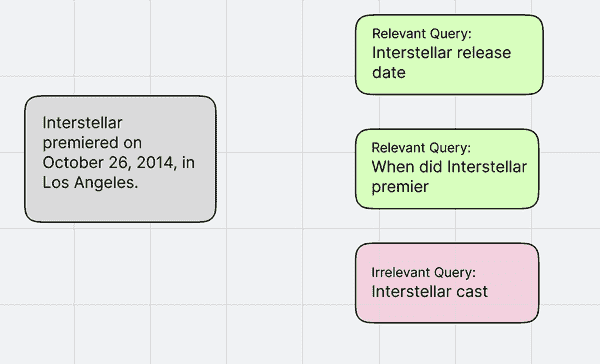 Interstellar
premiered on
October 26, 2014, in
Los Angeles.
Relevant Query:
Interstellar release
date
Relevant Query:
When did Interstellar
premier
Irrelevant Query:
Interstellar cast